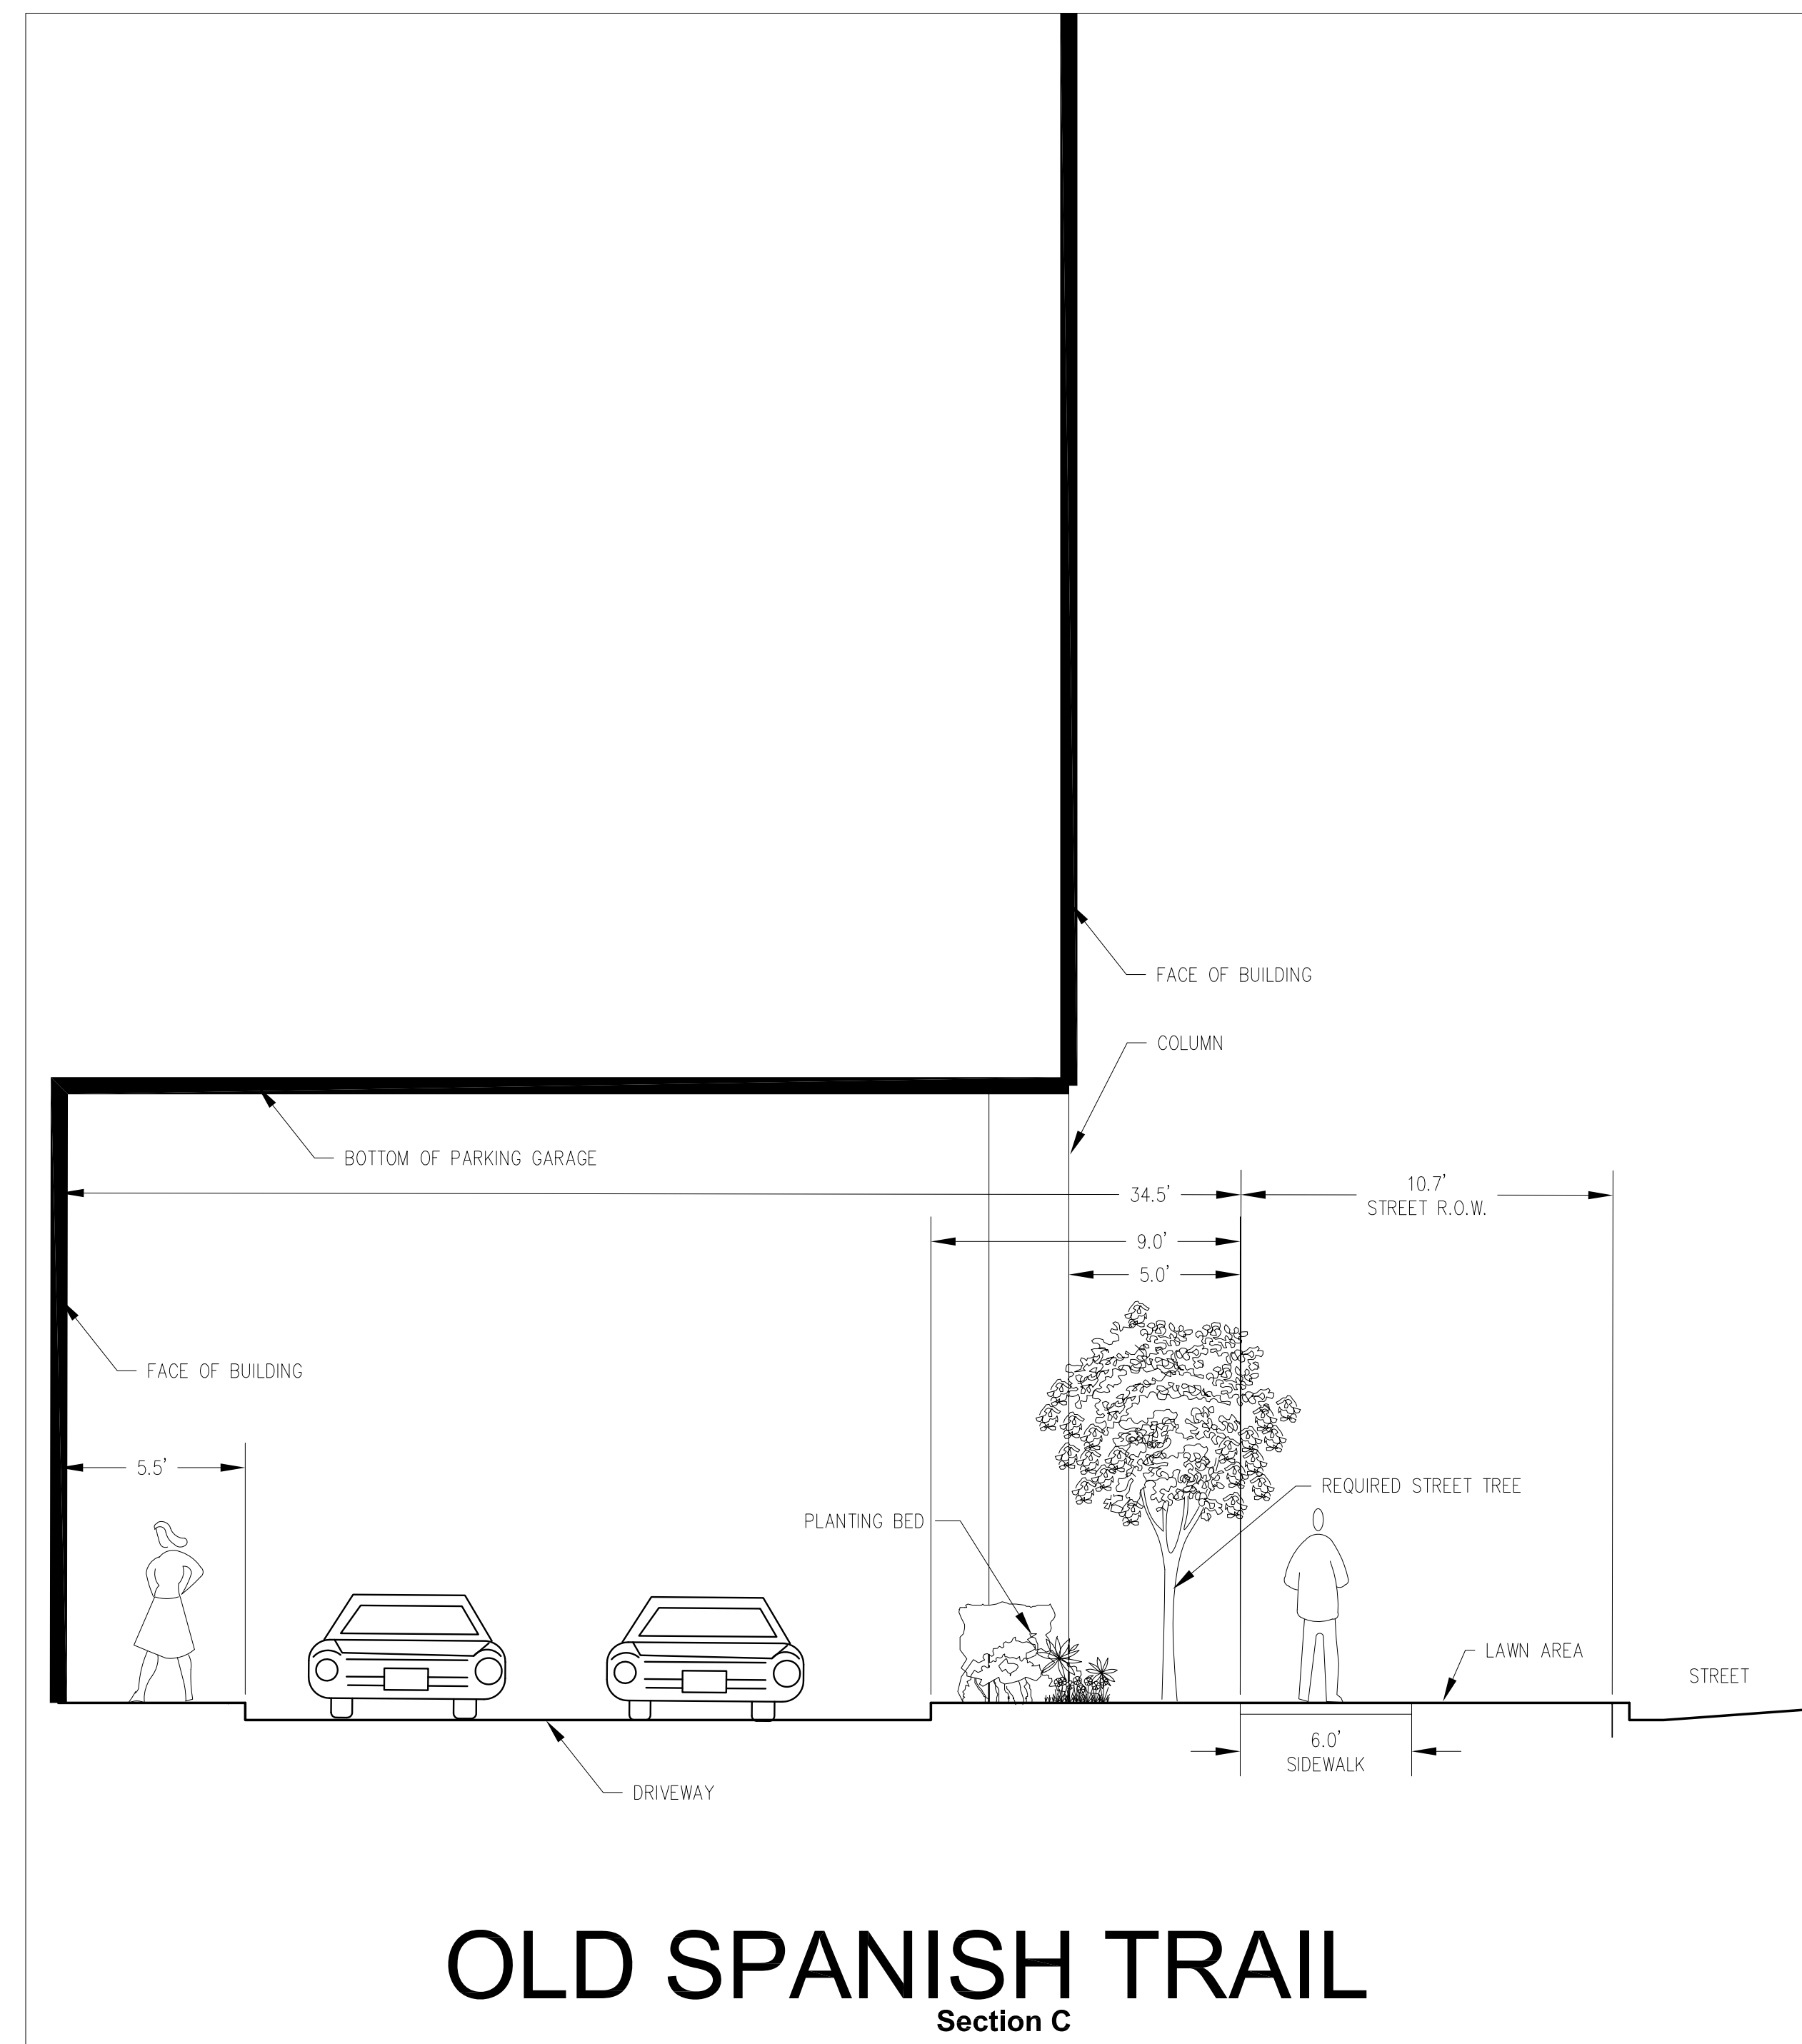 FACE OF BUILDING
COLUMN
BOTTOM OF PARKING GARAGE
34.5'
10.7'
STREET R.O.W.
9.0'
5.0'
FACE OF BUILDING
5.5'
REQUIRED STREET TREE
PLANTING BED
LAWN AREA
STREET
6.0'
SIDEWALK
DRIVEWAY
OLD SPANISH TRAIL
Section C